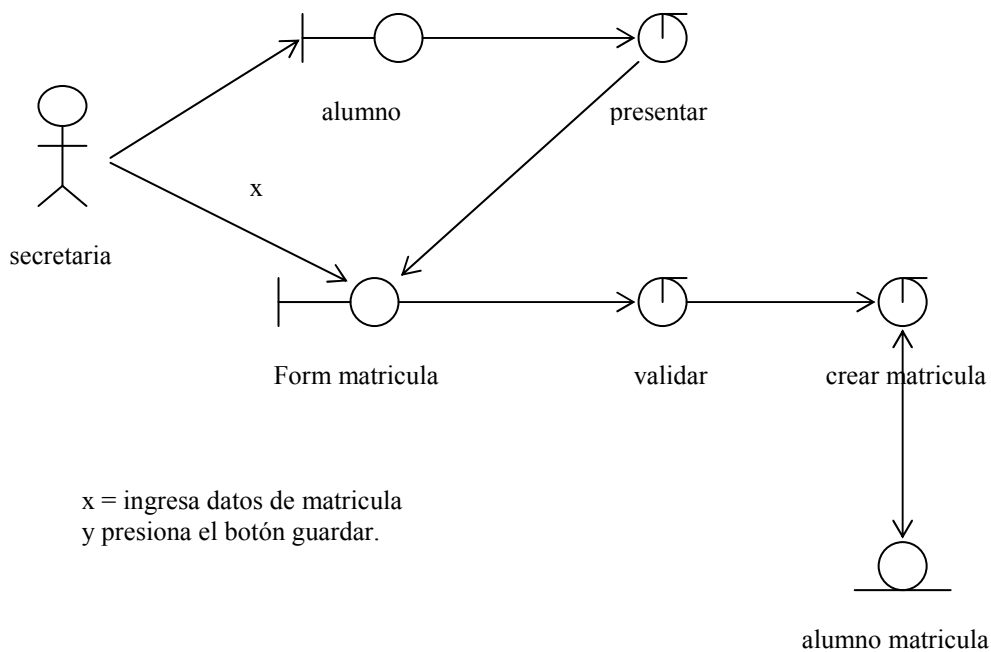 alumno
presentar
x
secretaria
Form matricula
validar
crear matricula
x = ingresa datos de matricula
y presiona el botón guardar.
alumno matricula